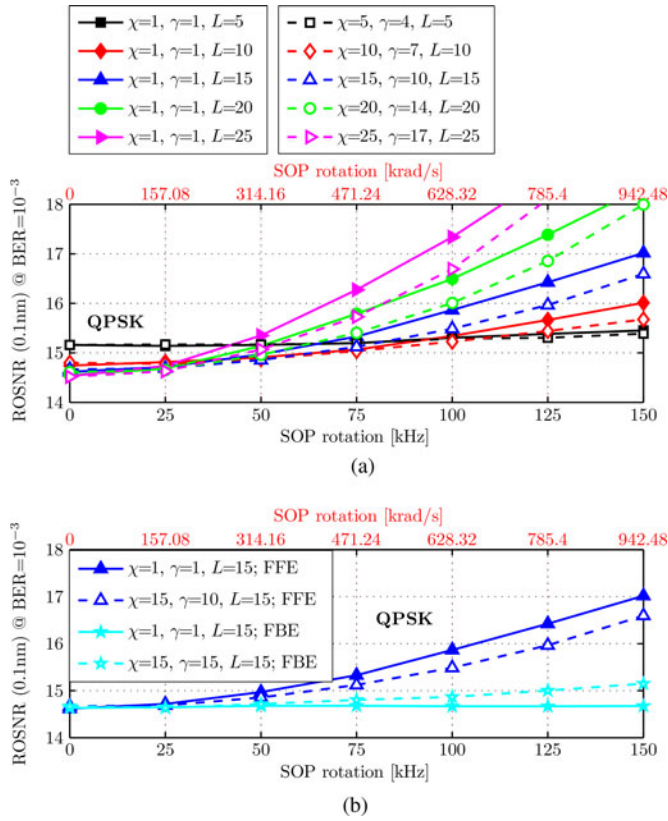 χ=1, γ=1, L=5
χ=1, γ=1, L=10
χ=1, γ=1, L=15
χ=1, γ=1, L=20
χ=1, γ=1, L=25
χ=5, γ=4, L=5
χ=10, γ=7, L=10
χ=15, γ=10, L=15
χ=20, γ=14, L=20
χ=25, γ=17, L=25
SOP rotation [krad/s]
0 157.08 314.16 471.24 628.32 785.4 942.48
ROSNR (0.1nm) @ BER=10⁻³
18
17
16
15
14
QPSK
0 25 50 75 100 125 150
SOP rotation [kHz]
(a)
SOP rotation [krad/s]
0 157.08 314.16 471.24 628.32 785.4 942.48
ROSNR (0.1nm) @ BER=10⁻³
18
17
16
15
14
χ=1, γ=1, L=15; FFE
χ=15, γ=10, L=15; FFE
χ=1, γ=1, L=15; FBE
χ=15, γ=15, L=15; FBE
QPSK
0 25 50 75 100 125 150
SOP rotation [kHz]
(b)